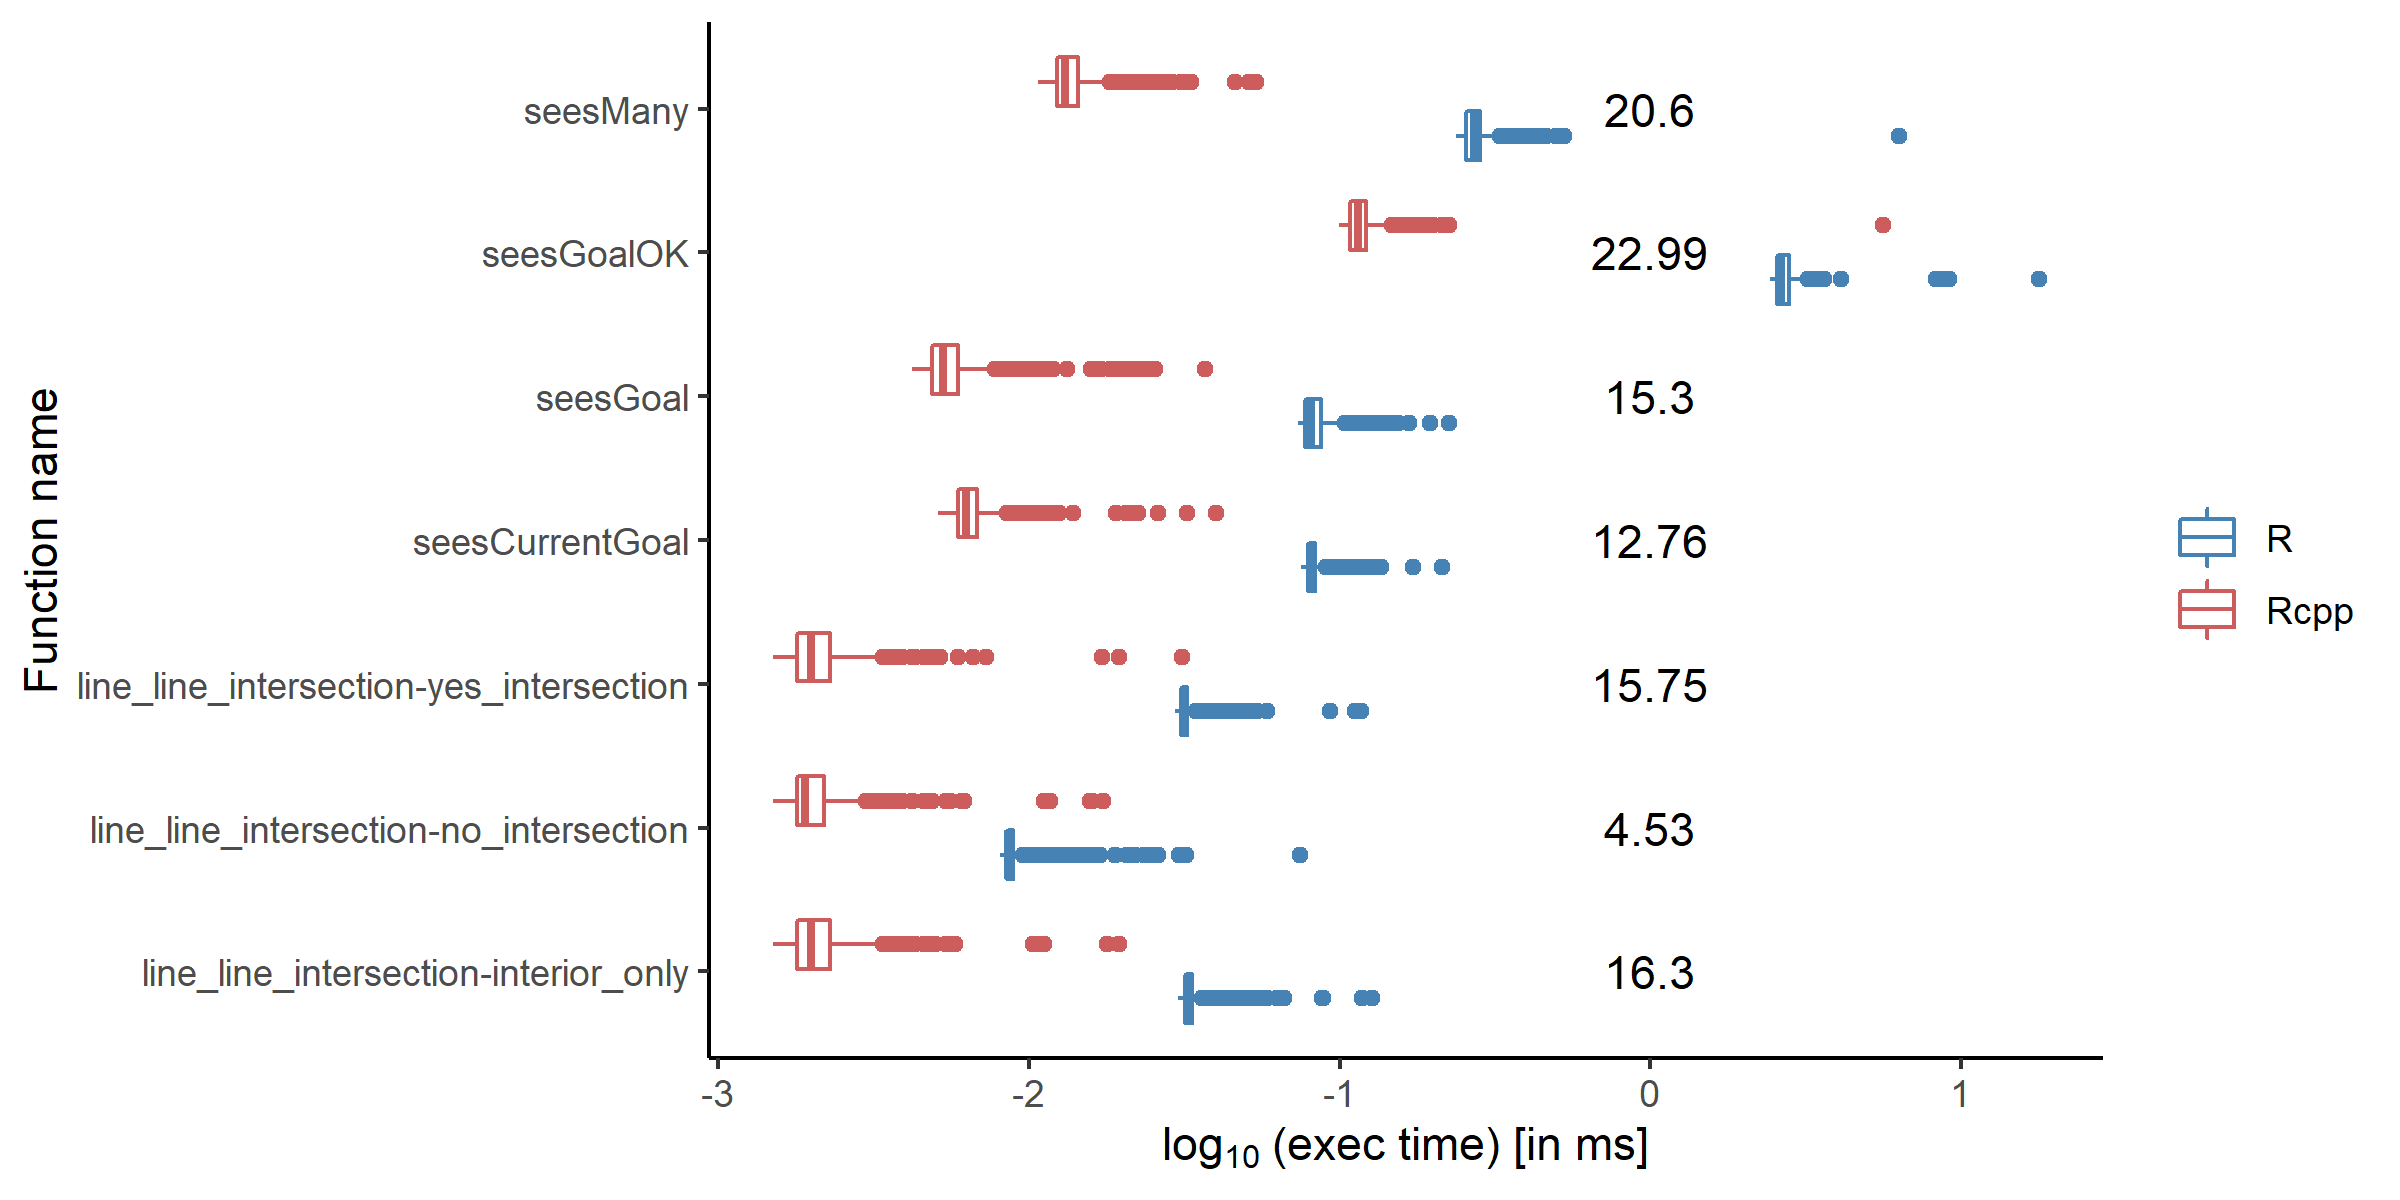 Function name
seesMany
20.6
seesGoalOK
22.99
seesGoal
15.3
seesCurrentGoal
12.76
line_line_intersection-yes_intersection
15.75
line_line_intersection-no_intersection
4.53
line_line_intersection-interior_only
16.3
-3 -2 -1 0 1
log10 (exec time) [in ms]
R
Rcpp